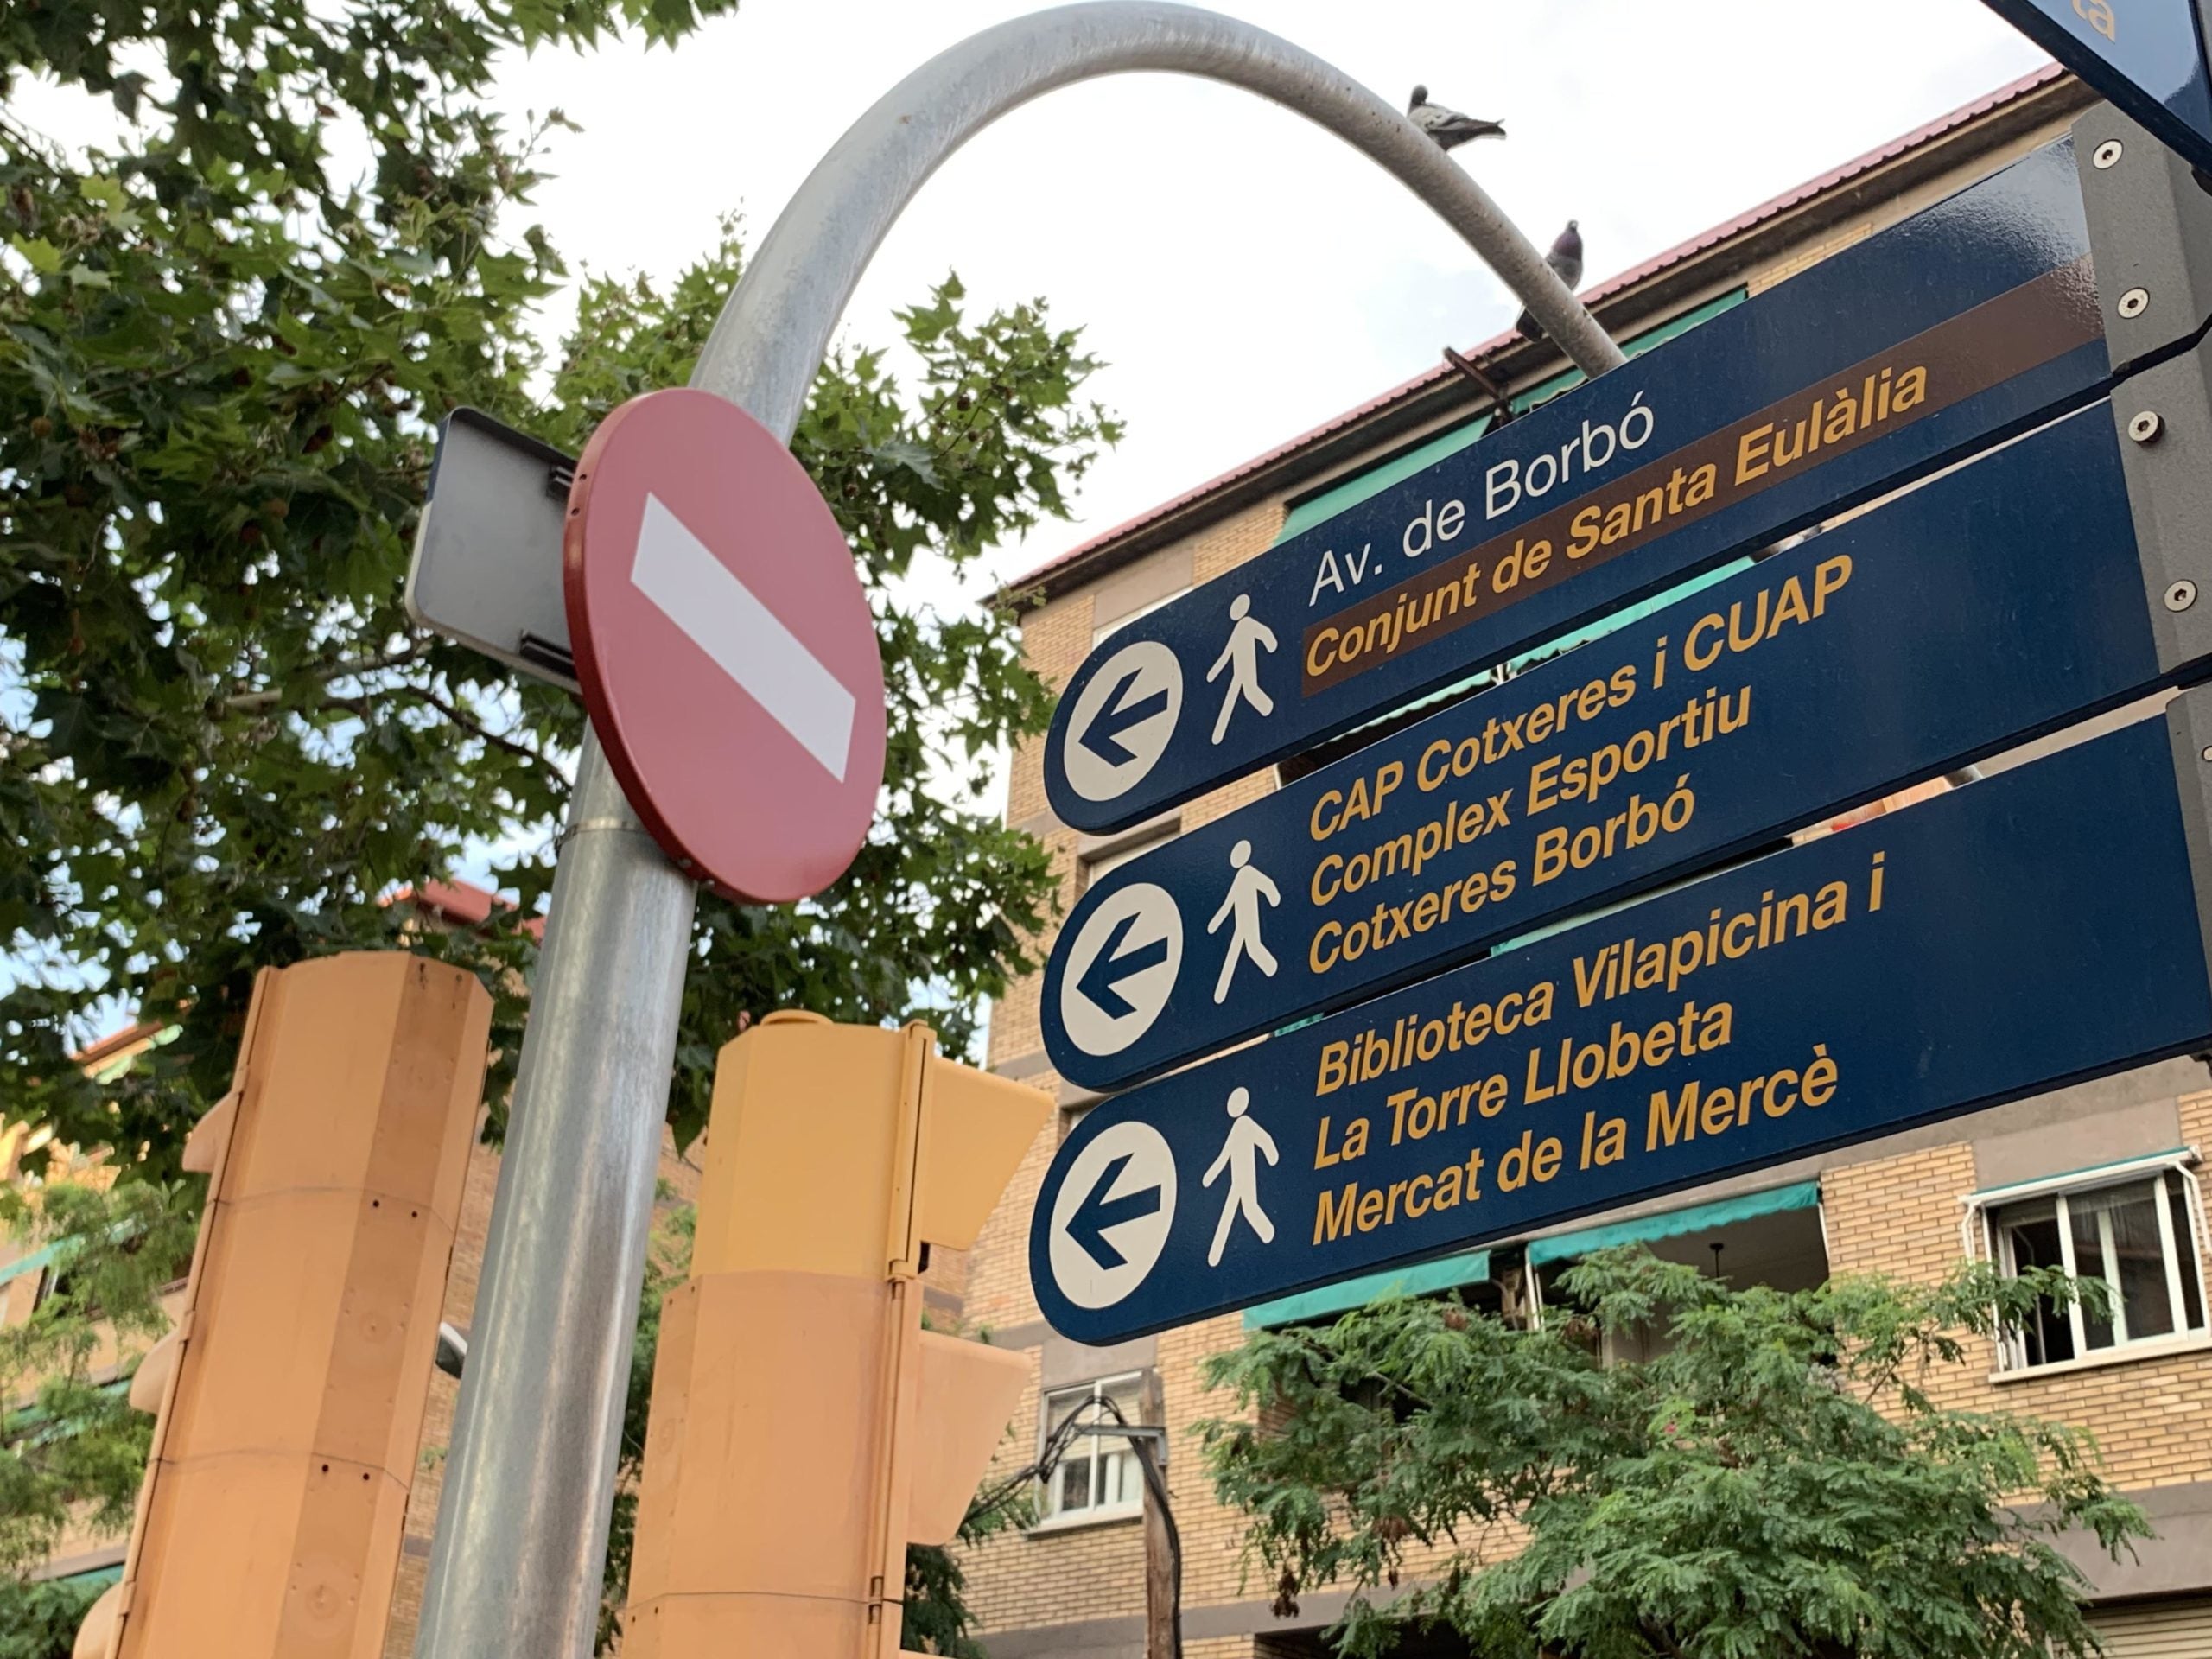 Av. de Borbó
Conjunt de Santa Eulàlia
CAP Cotxeres i CUAP
Complex Esportiu
Cotxeres Borbó
Biblioteca Vilapicina i
La Torre Llobeta
Mercat de la Mercè